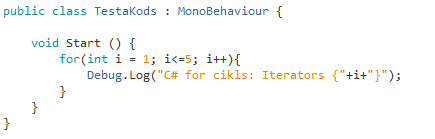 public class TestaKods : MonoBehaviour {
void Start () {
for(int i = 1; i<=5; i++){
Debug.Log("C# for cikls: Iterators {"+i+"}");
}
}
}